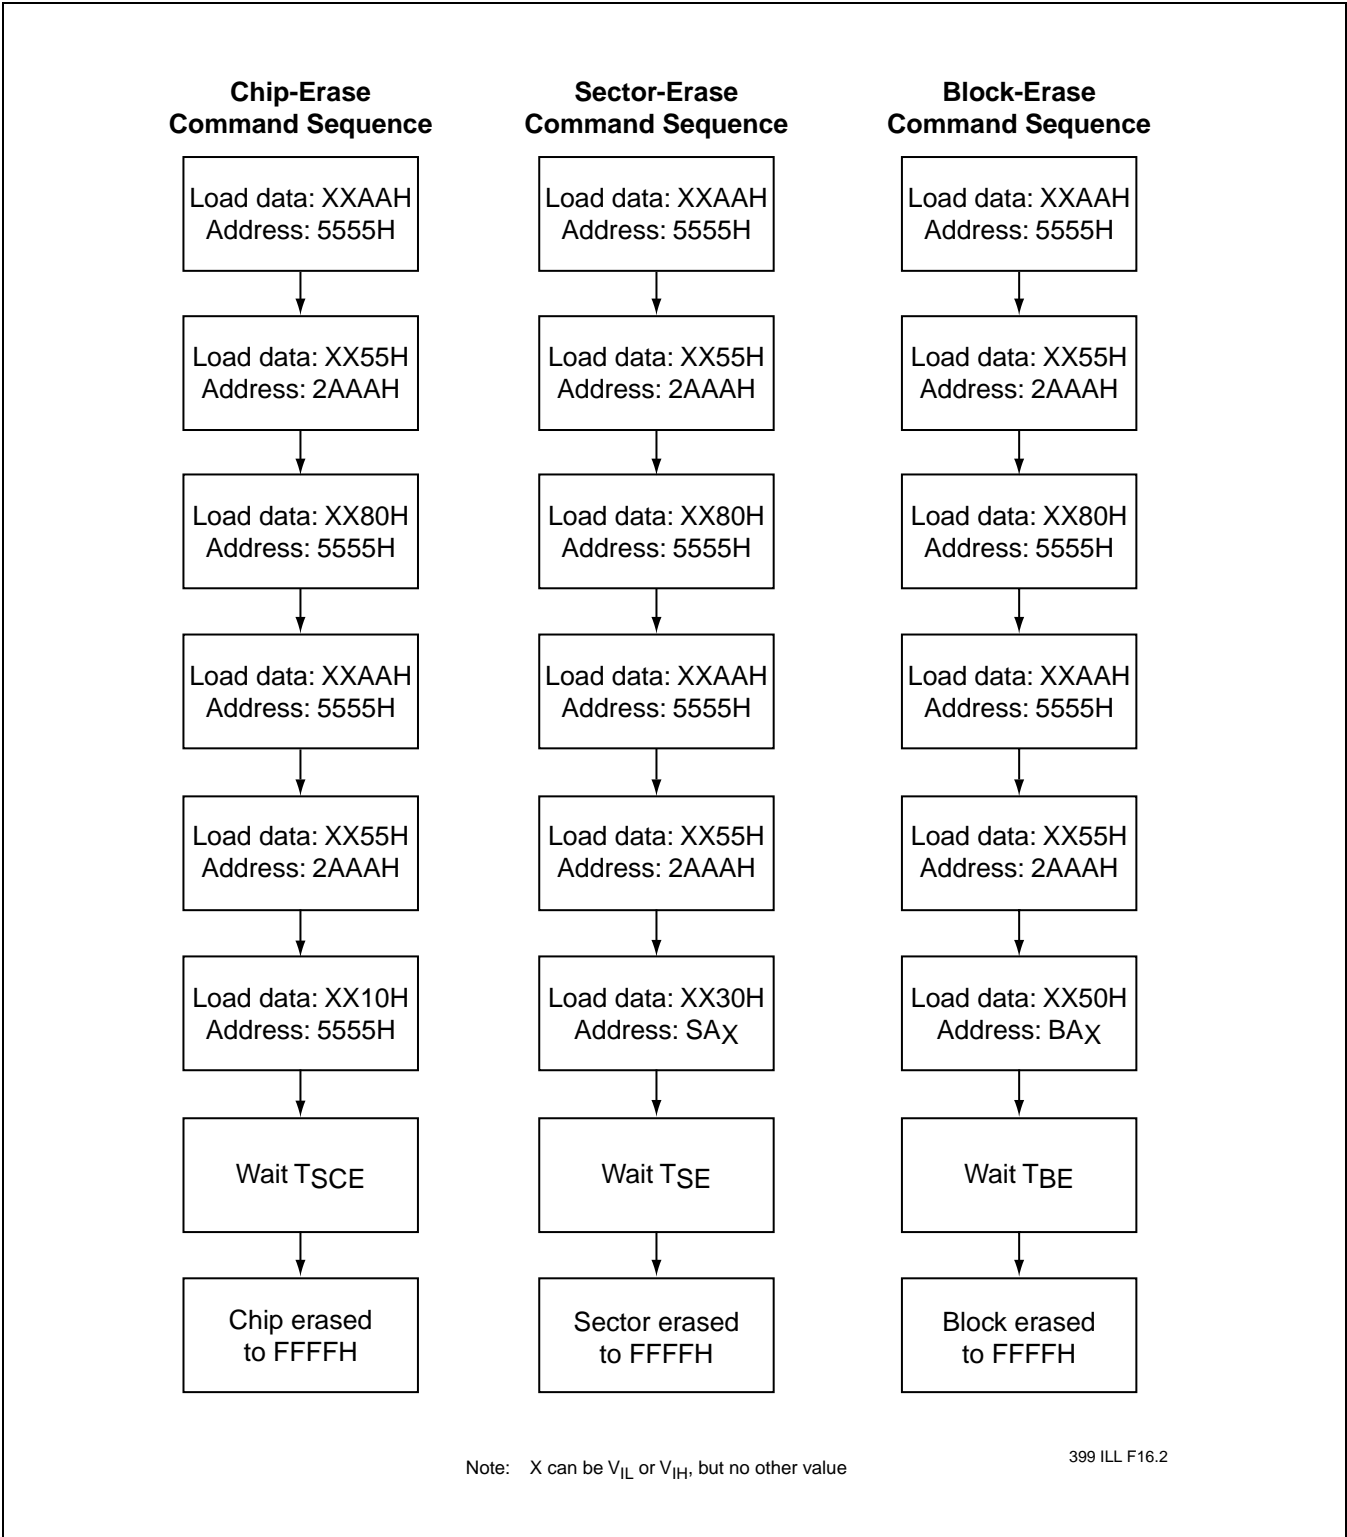 Chip-Erase
Command Sequence
Load data: XXAAH
Address: 5555H
Load data: XX55H
Address: 2AAAH
Load data: XX80H
Address: 5555H
Load data: XXAAH
Address: 5555H
Load data: XX55H
Address: 2AAAH
Load data: XX10H
Address: 5555H
Wait TSCE
Chip erased
to FFFFH
Sector-Erase
Command Sequence
Load data: XXAAH
Address: 5555H
Load data: XX55H
Address: 2AAAH
Load data: XX80H
Address: 5555H
Load data: XXAAH
Address: 5555H
Load data: XX55H
Address: 2AAAH
Load data: XX30H
Address: SAX
Wait TSE
Sector erased
to FFFFH
Block-Erase
Command Sequence
Load data: XXAAH
Address: 5555H
Load data: XX55H
Address: 2AAAH
Load data: XX80H
Address: 5555H
Load data: XXAAH
Address: 5555H
Load data: XX55H
Address: 2AAAH
Load data: XX50H
Address: BAX
Wait TBE
Block erased
to FFFFH
Note: X can be VIL or VIH, but no other value
399 ILL F16.2